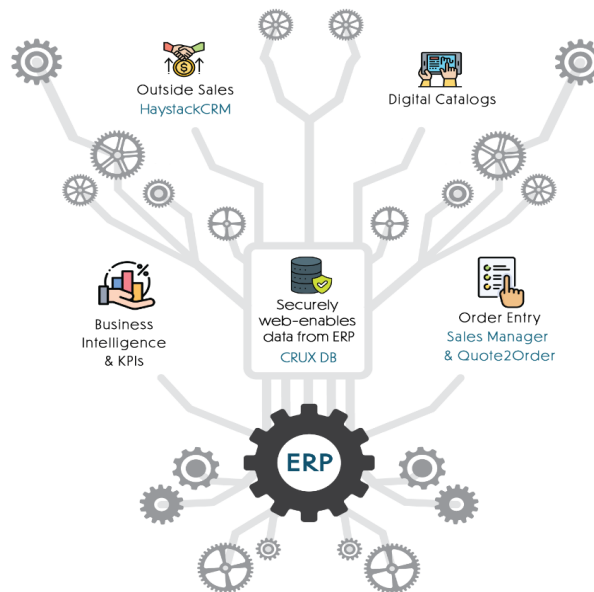 Outside Sales
HaystackCRM
Digital Catalogs
Business
Intelligence
& KPIs
Securely
web-enables
data from ERP
CRUX DB
Order Entry
Sales Manager
& Quote2Order
ERP